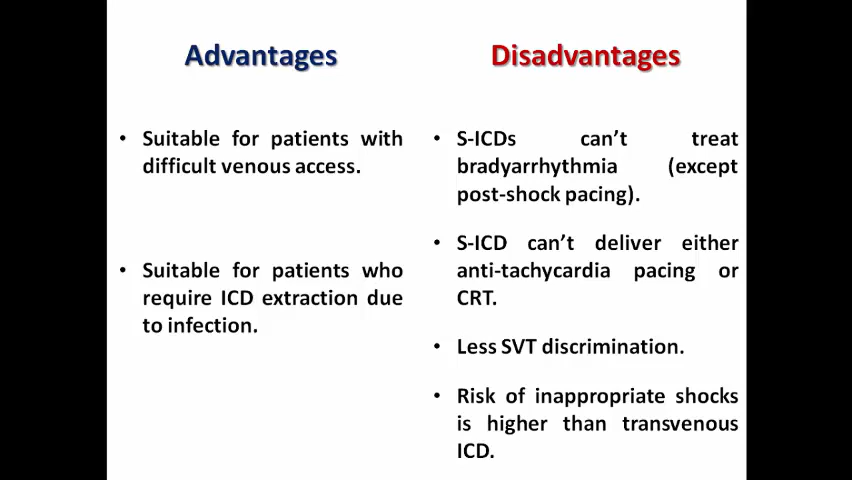 Advantages
• Suitable for patients with
difficult venous access.
• Suitable for patients who
require ICD extraction due
to infection.
Disadvantages
• S-ICDs can't treat
bradyarrhythmia (except
post-shock pacing).
• S-ICD can't deliver either
anti-tachycardia pacing or
CRT.
• Less SVT discrimination.
• Risk of inappropriate shocks
is higher than transvenous
ICD.